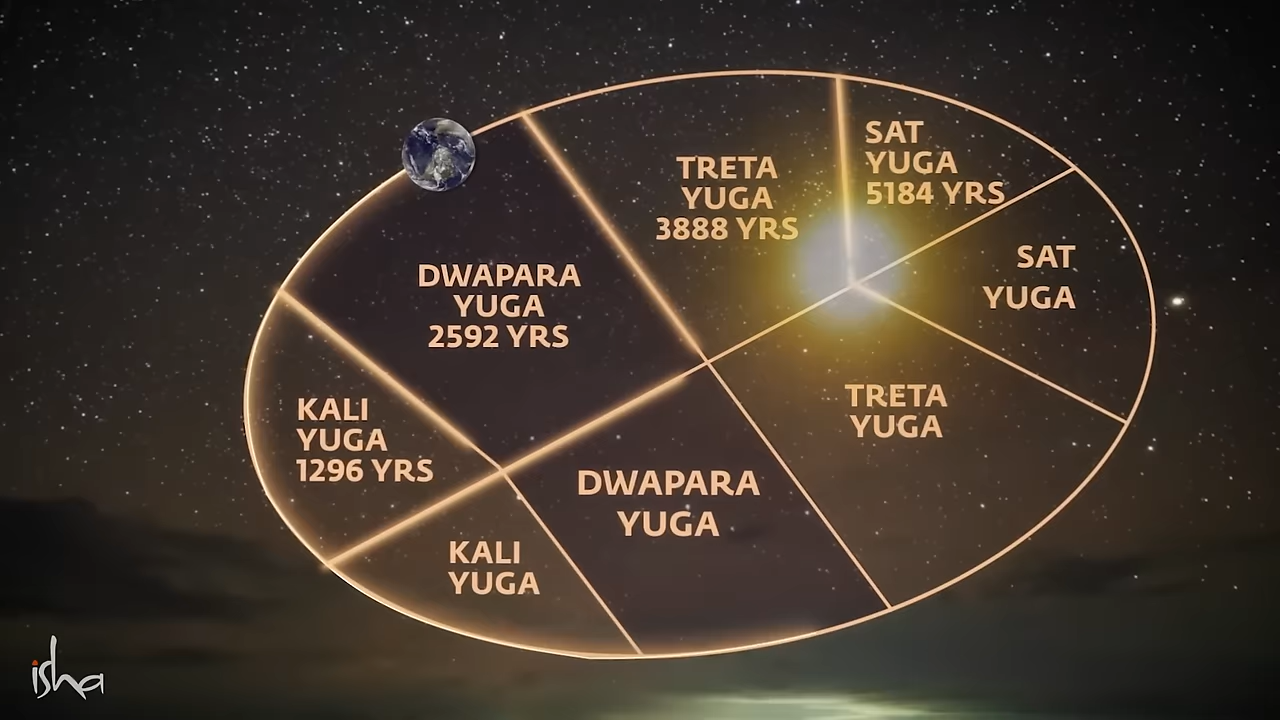 SAT
YUGA
5184 YRS
TRETA
YUGA
3888 YRS
SAT
YUGA
DWAPARA
YUGA
2592 YRS
TRETA
YUGA
KALI
YUGA
1296 YRS
DWAPARA
YUGA
KALI
YUGA
isha